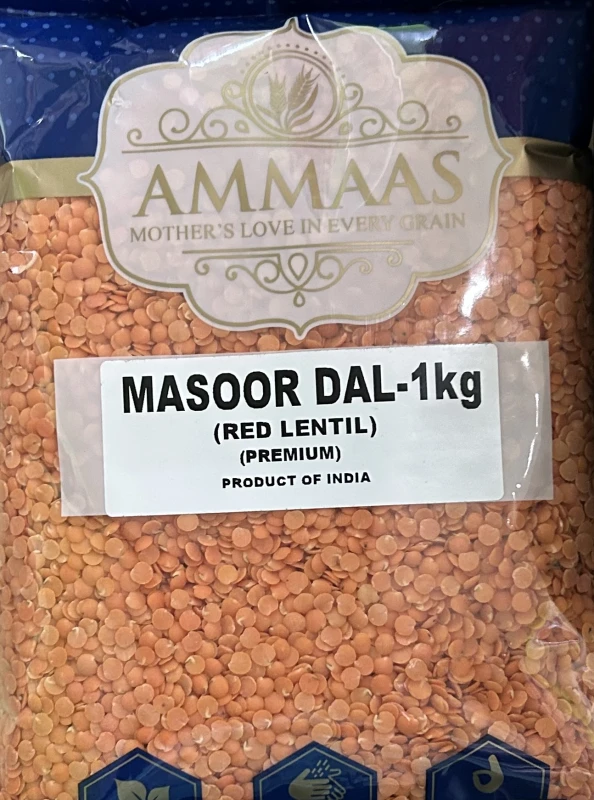 AMMAAS
MOTHER'S LOVE IN EVERY GRAIN
MASOOR DAL-1kg
(RED LENTIL)
(PREMIUM)
PRODUCT OF INDIA